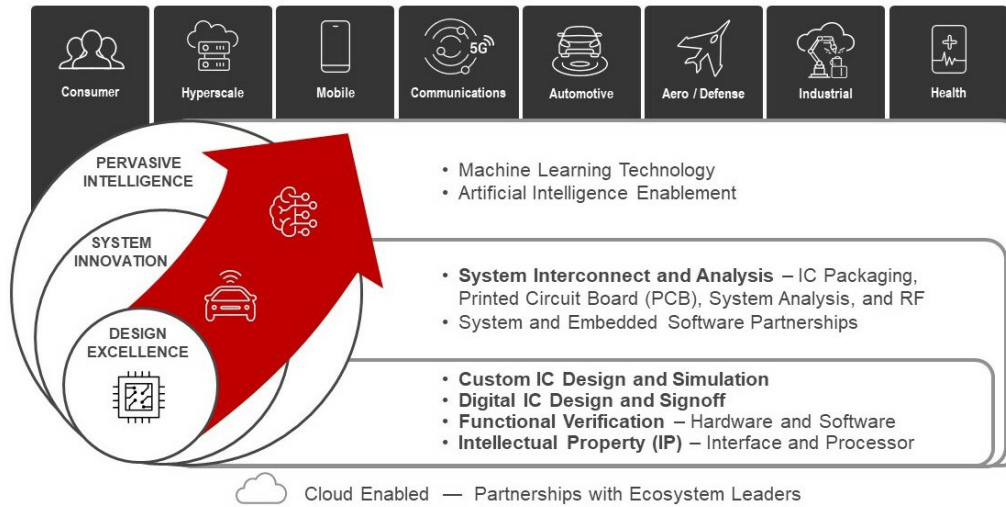 5G
Consumer
Hyperscale
Mobile
Communications
Automotive
Aero / Defense
Industrial
Health
PERVASIVE
INTELLIGENCE
• Machine Learning Technology
• Artificial Intelligence Enablement
SYSTEM
INNOVATION
• System Interconnect and Analysis – IC Packaging,
Printed Circuit Board (PCB), System Analysis, and RF
• System and Embedded Software Partnerships
DESIGN
EXCELLENCE
• Custom IC Design and Simulation
• Digital IC Design and Signoff
• Functional Verification – Hardware and Software
• Intellectual Property (IP) – Interface and Processor
Cloud Enabled — Partnerships with Ecosystem Leaders